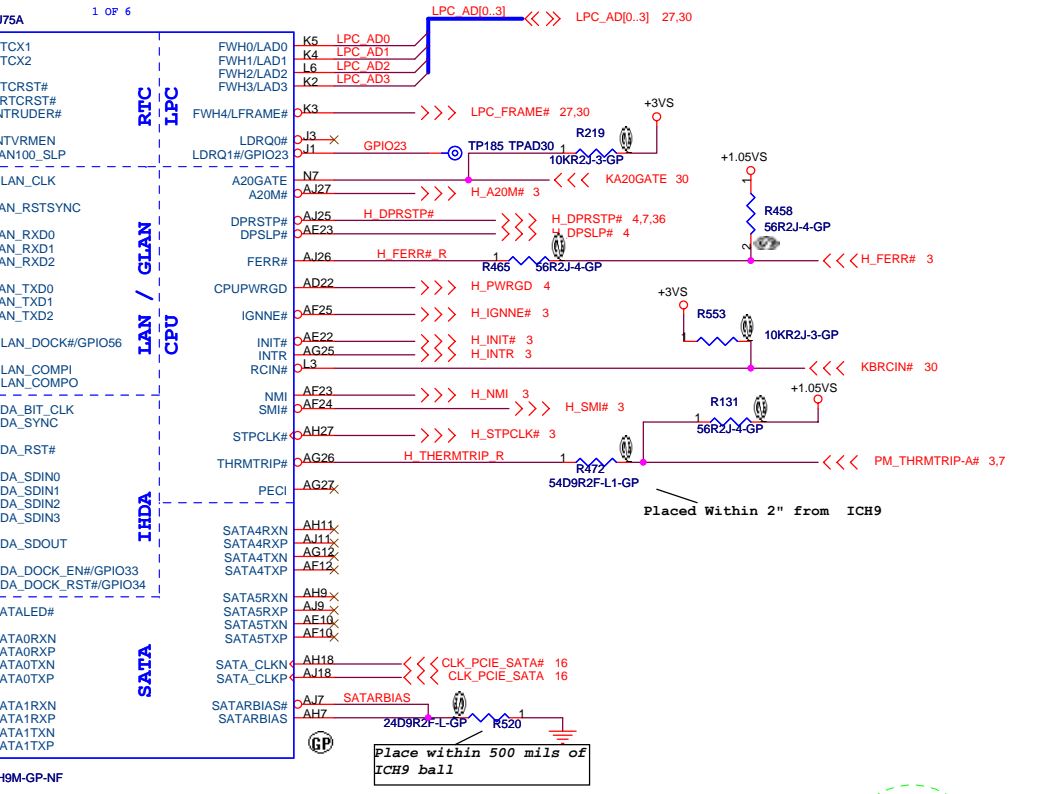 1 OF 6
J75A
LPC_AD[0..3]
LPC_AD[0..3] 27,30
TCX1
TCX2
TCRST#
RTCRST#
NTRUDER#
NTVRMEN
AN100_SLP
RTC
LPC
FWH0/LAD0 K5 LPC_AD0
FWH1/LAD1 K4 LPC_AD1
FWH2/LAD2 L6 LPC_AD2
FWH3/LAD3 K2 LPC_AD3
FWH4/LFRAME# K3 LPC_FRAME# 27,30
LDRQ0# J3
LDRQ1#/GPIO23 J1 GPIO23 TP185 TPAD30
+3VS
R219
1
10KR2J-3-GP
LAN_CLK
AN_RSTSYNC
AN_RXD0
AN_RXD1
AN_RXD2
AN_TXD0
AN_TXD1
AN_TXD2
LAN_DOCK#/GPIO56
LAN_COMPI
LAN_COMPO
LAN / GLAN
CPU
A20GATE N7 KA20GATE 30
A20M# AJ27 H_A20M# 3
DPRSTP# AJ25 H_DPRSTP# H_DPRSTP# 4,7,36
DPSLP# AE23 H_DPSLP# 4
FERR# AJ26 H_FERR#_R 1 R465 56R2J-4-GP H_FERR# 3
+1.05VS
1
R458
56R2J-4-GP
2
CPUPWRGD AD22 H_PWRGD 4
IGNNE# AF25 H_IGNNE# 3
INIT# AE22 H_INIT# 3
INTR AG25 H_INTR 3
RCIN# L3 KBRCIN# 30
+3VS
R553
1
10KR2J-3-GP
NMI AF23 H_NMI 3
SMI# AF24 H_SMI# 3
STPCLK# AH27 H_STPCLK# 3
THRMTRIP# AG26 H_THERMTRIP_R 1 R472 54D9R2F-L1-GP PM_THRMTRIP-A# 3,7
+1.05VS
R131
1
56R2J-4-GP
PECI AG27
Placed Within 2" from ICH9
DA_BIT_CLK
DA_SYNC
DA_RST#
DA_SDIN0
DA_SDIN1
DA_SDIN2
DA_SDIN3
DA_SDOUT
DA_DOCK_EN#/GPIO33
DA_DOCK_RST#/GPIO34
IHDA
SATA4RXN AH11
SATA4RXP AJ11
SATA4TXN AG12
SATA4TXP AF12
SATA5RXN AH9
SATA5RXP AJ9
SATA5TXN AE10
SATA5TXP AF10
ATALED#
ATA0RXN
ATA0RXP
ATA0TXN
ATA0TXP
ATA1RXN
ATA1RXP
ATA1TXN
ATA1TXP
SATA
SATA_CLKN AH18 CLK_PCIE_SATA# 16
SATA_CLKP AJ18 CLK_PCIE_SATA 16
SATARBIAS# AJ7 SATARBIAS
SATARBIAS AH7 24D9R2F-L-GP R520 1
GP
Place within 500 mils of
ICH9 ball
H9M-GP-NF